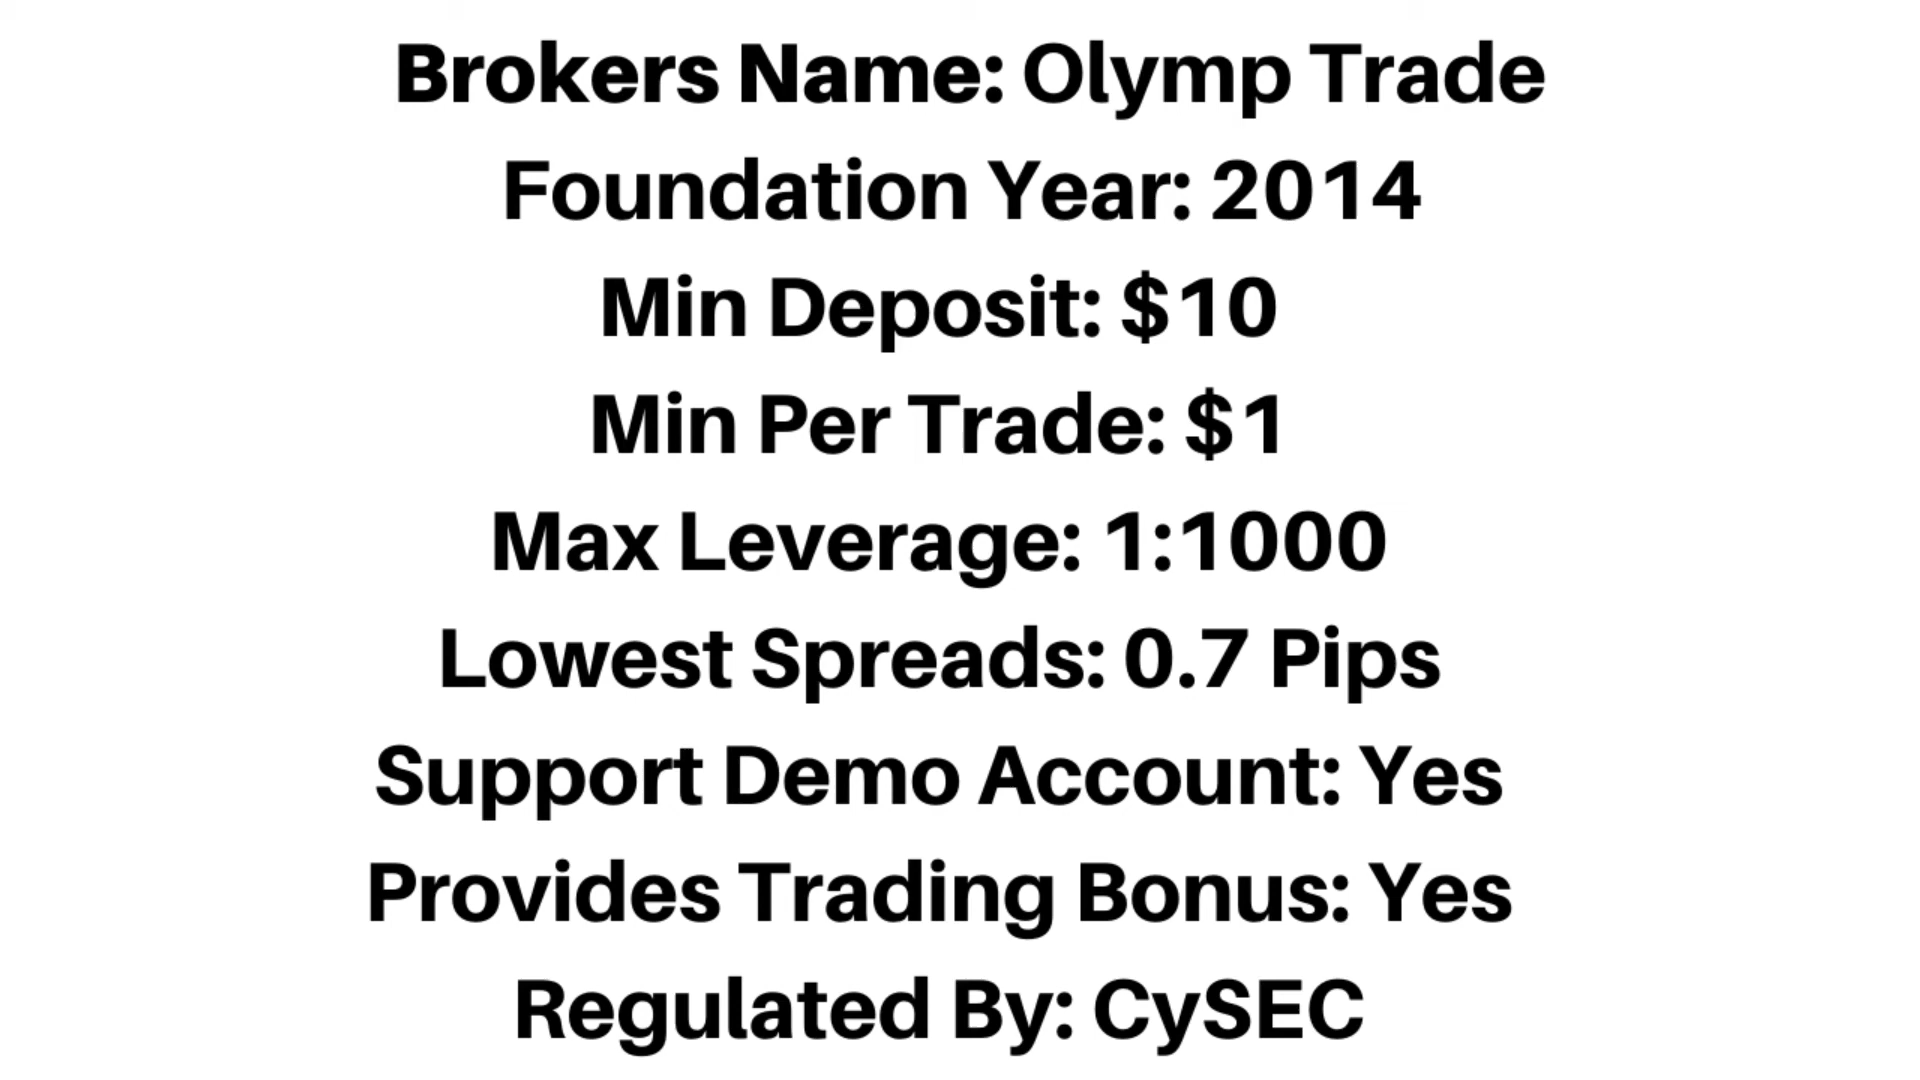 Brokers Name: Olymp Trade
Foundation Year: 2014
Min Deposit: $10
Min Per Trade: $1
Max Leverage: 1:1000
Lowest Spreads: 0.7 Pips
Support Demo Account: Yes
Provides Trading Bonus: Yes
Regulated By: CySEC